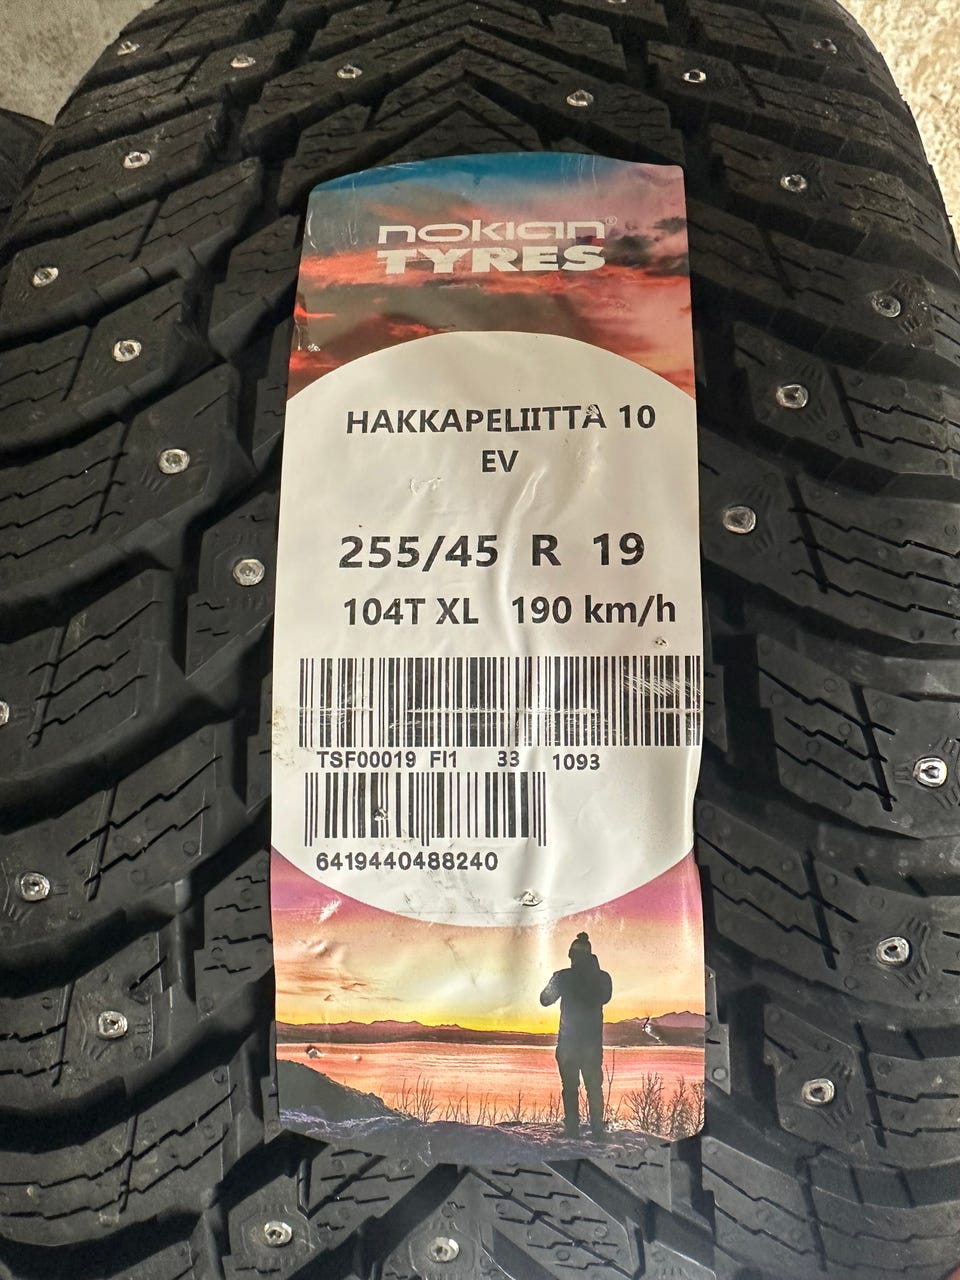 nokian®
TYRES
HAKKAPELIITTA 10
EV
255/45 R 19
104T XL 190 km/h
TSF00019 FI1 33 1093
6419440488240